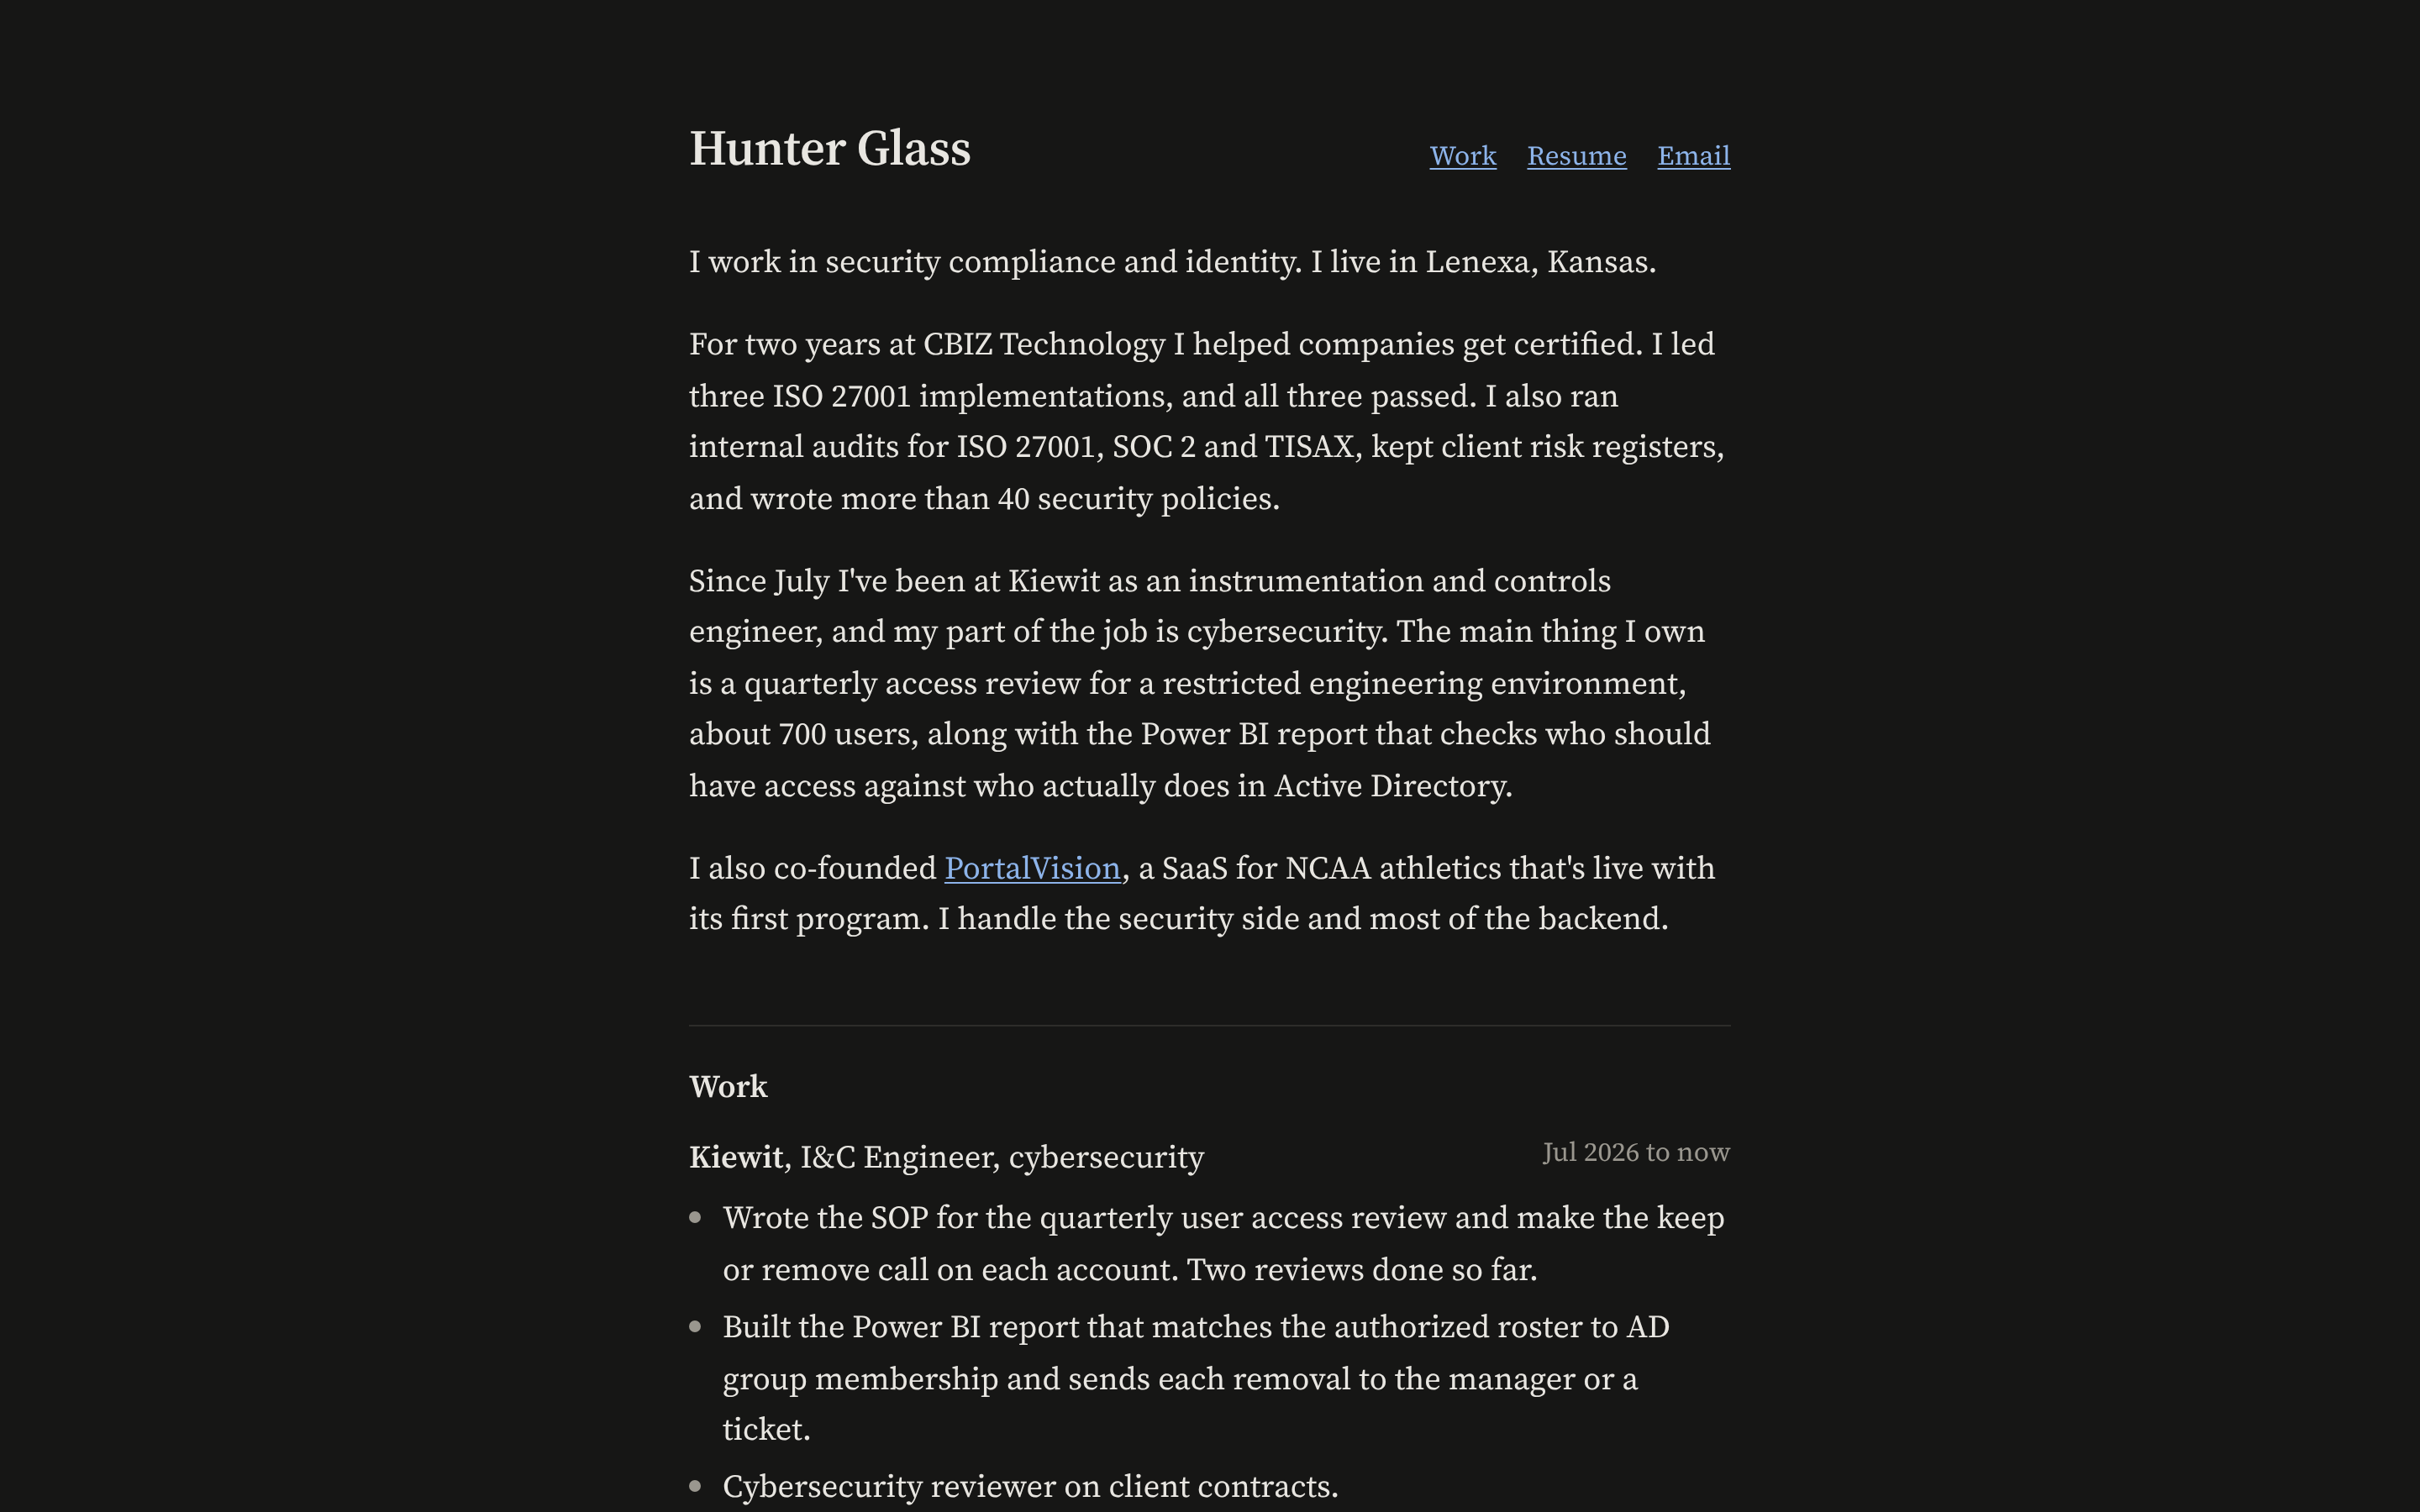 Hunter Glass
Work Resume Email
I work in security compliance and identity. I live in Lenexa, Kansas.
For two years at CBIZ Technology I helped companies get certified. I led
three ISO 27001 implementations, and all three passed. I also ran
internal audits for ISO 27001, SOC 2 and TISAX, kept client risk registers,
and wrote more than 40 security policies.
Since July I've been at Kiewit as an instrumentation and controls
engineer, and my part of the job is cybersecurity. The main thing I own
is a quarterly access review for a restricted engineering environment,
about 700 users, along with the Power BI report that checks who should
have access against who actually does in Active Directory.
I also co-founded PortalVision, a SaaS for NCAA athletics that's live with
its first program. I handle the security side and most of the backend.
Work
Kiewit, I&C Engineer, cybersecurity
Jul 2026 to now
Wrote the SOP for the quarterly user access review and make the keep
or remove call on each account. Two reviews done so far.
Built the Power BI report that matches the authorized roster to AD
group membership and sends each removal to the manager or a
ticket.
Cybersecurity reviewer on client contracts.